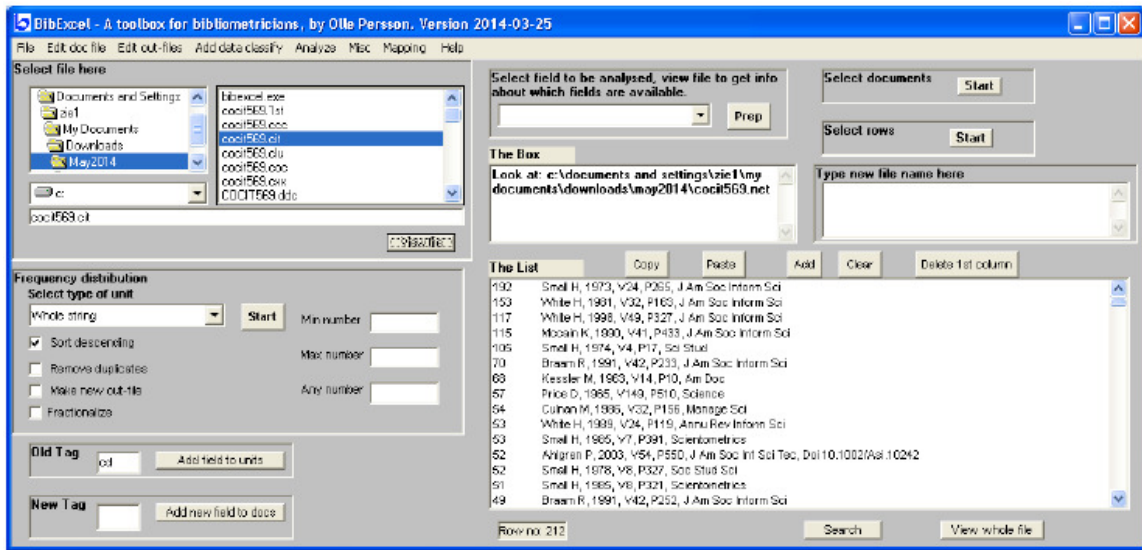 BibExcel - A toolbox for bibliometricians, by Olle Persson. Version 2014-03-25
File Edit doc file Edit out-files Add data classify Analyze Misc Mapping Help
Select file here
Documents and Settings
zie1
My Documents
Downloads
May2014
c:
bibexcel.exe
cocit569.1st
cocit569.ccc
cocit569.cit
cocit569.clu
cocit569.coc
cocit569.cxx
COCIT569.ddc
cocit569.cit
View file
Select field to be analysed, view file to get info
about which fields are available.
Prep
Select documents
Start
Select rows
Start
The Box
Look at: c:\documents and settings\zie1\my
documents\downloads\may2014\cocit569.net
Type new file name here
Frequency distribution
Select type of unit
Whole string
Start
Sort descending
Remove duplicates
Make new out-file
Fractionalize
Min number
Max number
Any number
Old Tag
cd
Add field to units
New Tag
Add new field to docs
The List
Copy
Paste
Add
Clear
Delete 1st column
192 Small H, 1973, V24, P265, J Am Soc Inform Sci
153 White H, 1981, V32, P163, J Am Soc Inform Sci
117 White H, 1998, V49, P327, J Am Soc Inform Sci
115 Mccain K, 1990, V41, P433, J Am Soc Inform Sci
105 Small H, 1974, V4, P17, Sci Stud
70 Braam R, 1991, V42, P233, J Am Soc Inform Sci
68 Kessler M, 1963, V14, P10, Am Doc
57 Price D, 1965, V149, P510, Science
54 Culnan M, 1986, V32, P156, Manage Sci
53 White H, 1989, V24, P119, Annu Rev Inform Sci
53 Small H, 1985, V7, P391, Scientometrics
52 Ahlgren P, 2003, V54, P550, J Am Soc Inf Sci Tec, Doi 10.1002/Asi.10242
52 Small H, 1978, V8, P327, Soc Stud Sci
51 Small H, 1985, V8, P321, Scientometrics
49 Braam R, 1991, V42, P252, J Am Soc Inform Sci
Row no. 212
Search
View whole file